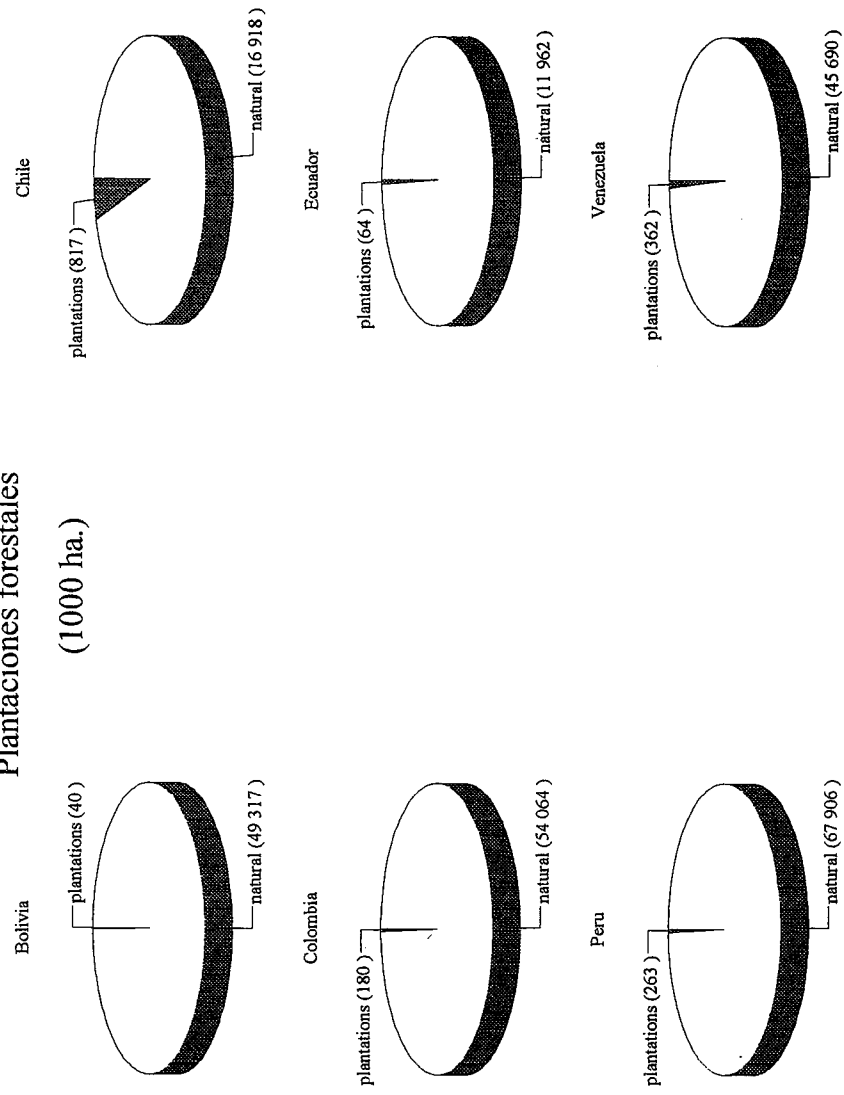 Plantaciones forestales
(1000 ha.)
Bolivia
plantations (40 )
natural (49 317 )
Chile
plantations (817 )
natural (16 918 )
Colombia
plantations (180 )
natural (54 064 )
Ecuador
plantations (64 )
natural (11 962 )
Peru
plantations (263 )
natural (67 906 )
Venezuela
plantations (362 )
natural (45 690 )